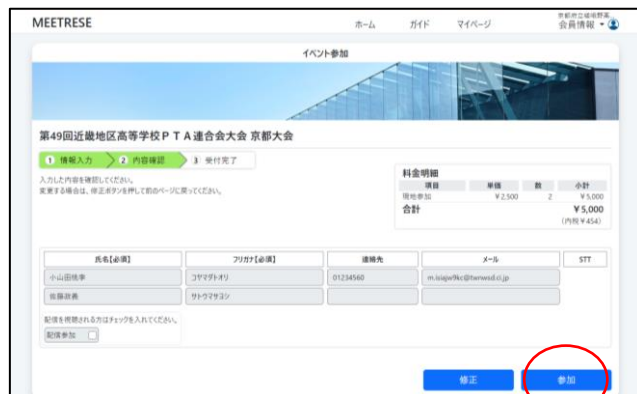 MEETRESE
ホーム ガイド マイページ
会員情報
イベント参加
第49回近畿地区高等学校PTA連合会大会 京都大会
1 情報入力 2 内容確認 3 受付完了
入力した内容を確認してください。
変更する場合は、修正ボタンを押して前のページに戻ってください。
料金明細
項目 単価 数 小計
現地参加 ¥2,500 2 ¥5,000
合計 ¥5,000
(内税¥454)
氏名【必須】 フリガナ【必須】 連絡先 メール STT
小山田桃李 コヤマダトオリ 01234560
佐藤政義 サトウマサヨシ
配信を視聴される方はチェックを入れてください。
配信参加
修正 参加